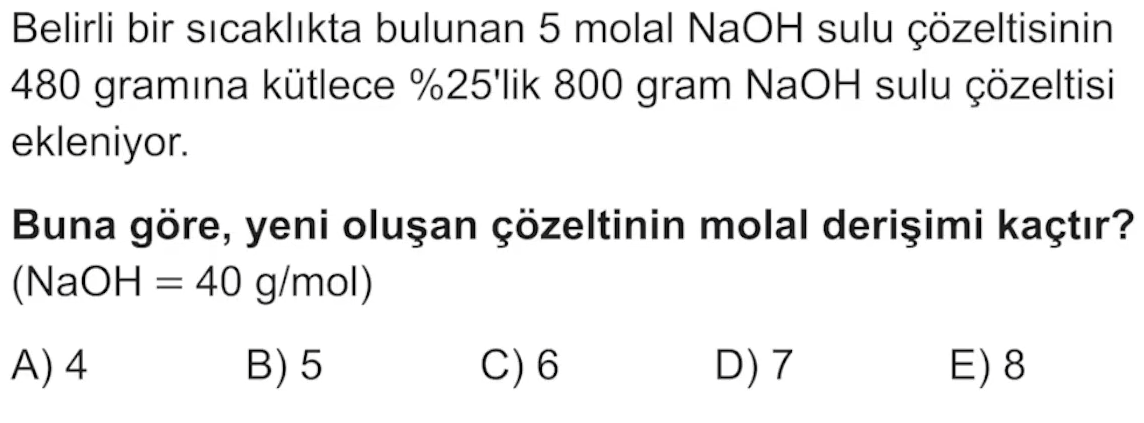 Belirli bir sıcaklıkta bulunan 5 molal NaOH sulu çözeltisinin
480 gramına kütlece %25'lik 800 gram NaOH sulu çözeltisi
ekleniyor.
Buna göre, yeni oluşan çözeltinin molal derişimi kaçtır?
(NaOH = 40 g/mol)
A) 4 B) 5 C) 6 D) 7 E) 8